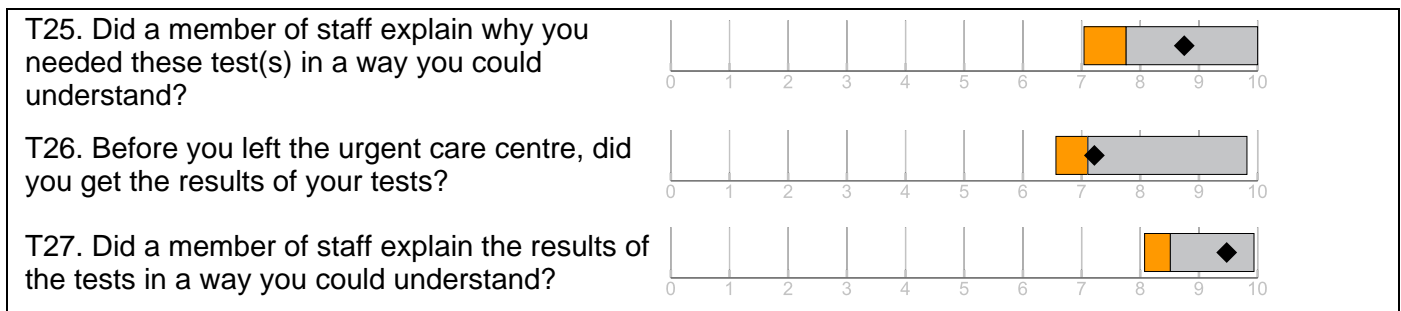 T25. Did a member of staff explain why you
needed these test(s) in a way you could
understand?
0 1 2 3 4 5 6 7 8 9 10
T26. Before you left the urgent care centre, did
you get the results of your tests?
0 1 2 3 4 5 6 7 8 9 10
T27. Did a member of staff explain the results of
the tests in a way you could understand?
0 1 2 3 4 5 6 7 8 9 10